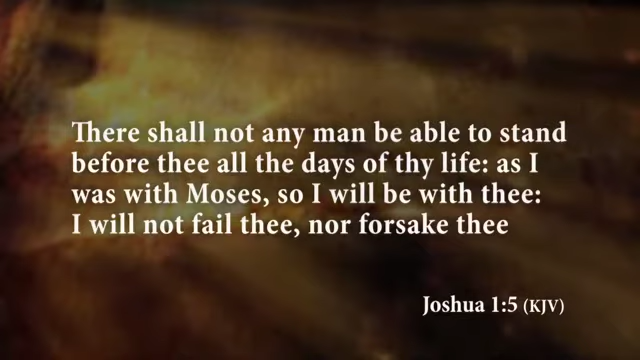 There shall not any man be able to stand
before thee all the days of thy life: as I
was with Moses, so I will be with thee:
I will not fail thee, nor forsake thee
Joshua 1:5 (KJV)